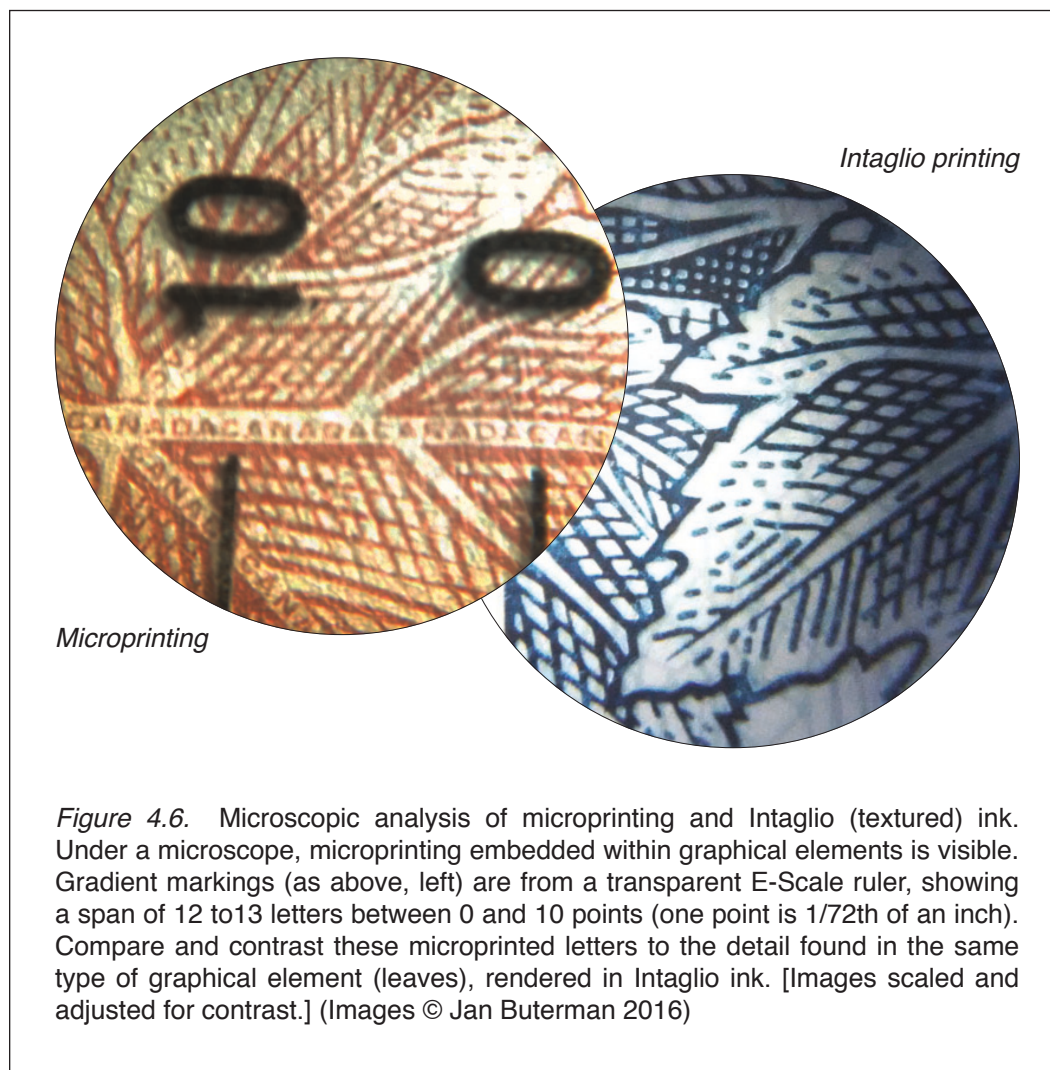 Intaglio printing
10
0
CANADACANADACANADACAN
Microprinting
Figure 4.6. Microscopic analysis of microprinting and Intaglio (textured) ink.
Under a microscope, microprinting embedded within graphical elements is visible.
Gradient markings (as above, left) are from a transparent E-Scale ruler, showing
a span of 12 to13 letters between 0 and 10 points (one point is 1/72th of an inch).
Compare and contrast these microprinted letters to the detail found in the same
type of graphical element (leaves), rendered in Intaglio ink. [Images scaled and
adjusted for contrast.] (Images © Jan Buterman 2016)